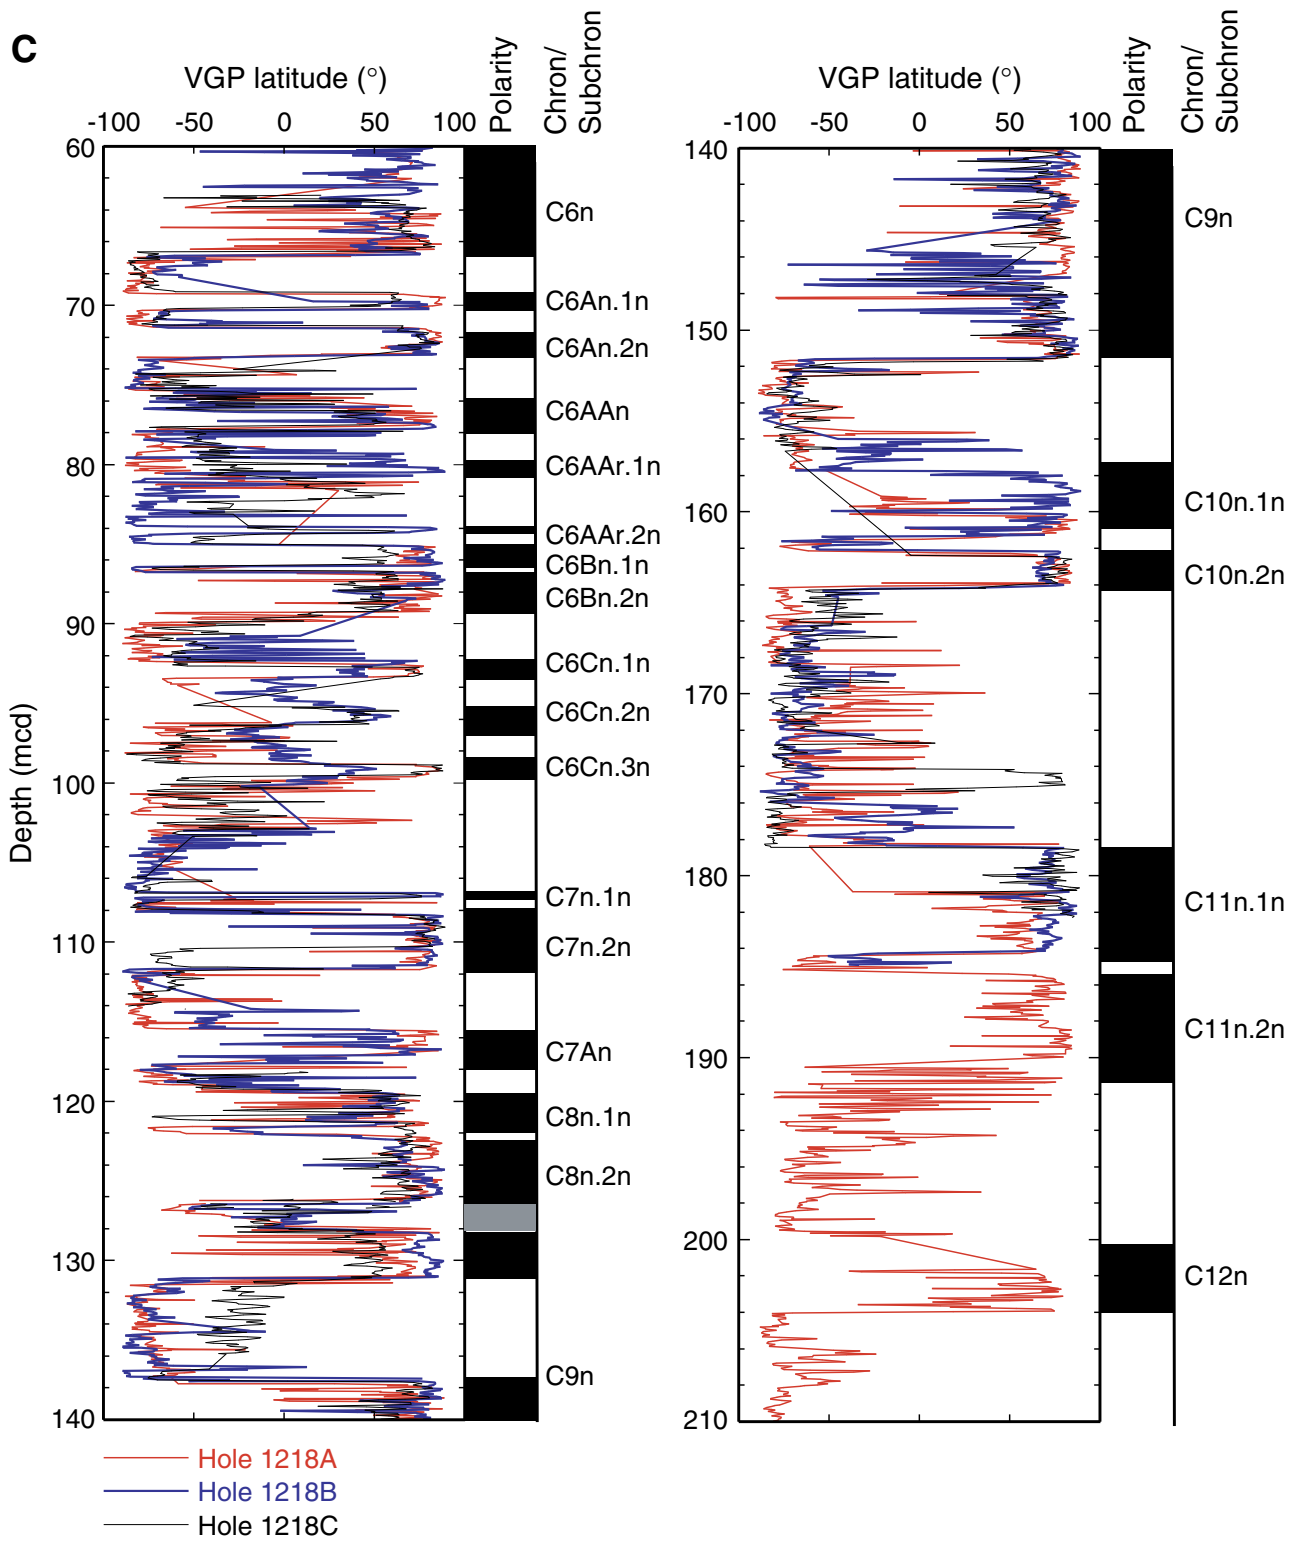 C
VGP latitude (°)
Polarity
Chron/
Subchron
-100 -50 0 50 100
60
70
80
90
100
110
120
130
140
Depth (mcd)
C6n
C6An.1n
C6An.2n
C6AAn
C6AAr.1n
C6AAr.2n
C6Bn.1n
C6Bn.2n
C6Cn.1n
C6Cn.2n
C6Cn.3n
C7n.1n
C7n.2n
C7An
C8n.1n
C8n.2n
C9n
VGP latitude (°)
Polarity
Chron/
Subchron
-100 -50 0 50 100
140
150
160
170
180
190
200
210
C9n
C10n.1n
C10n.2n
C11n.1n
C11n.2n
C12n
Hole 1218A
Hole 1218B
Hole 1218C